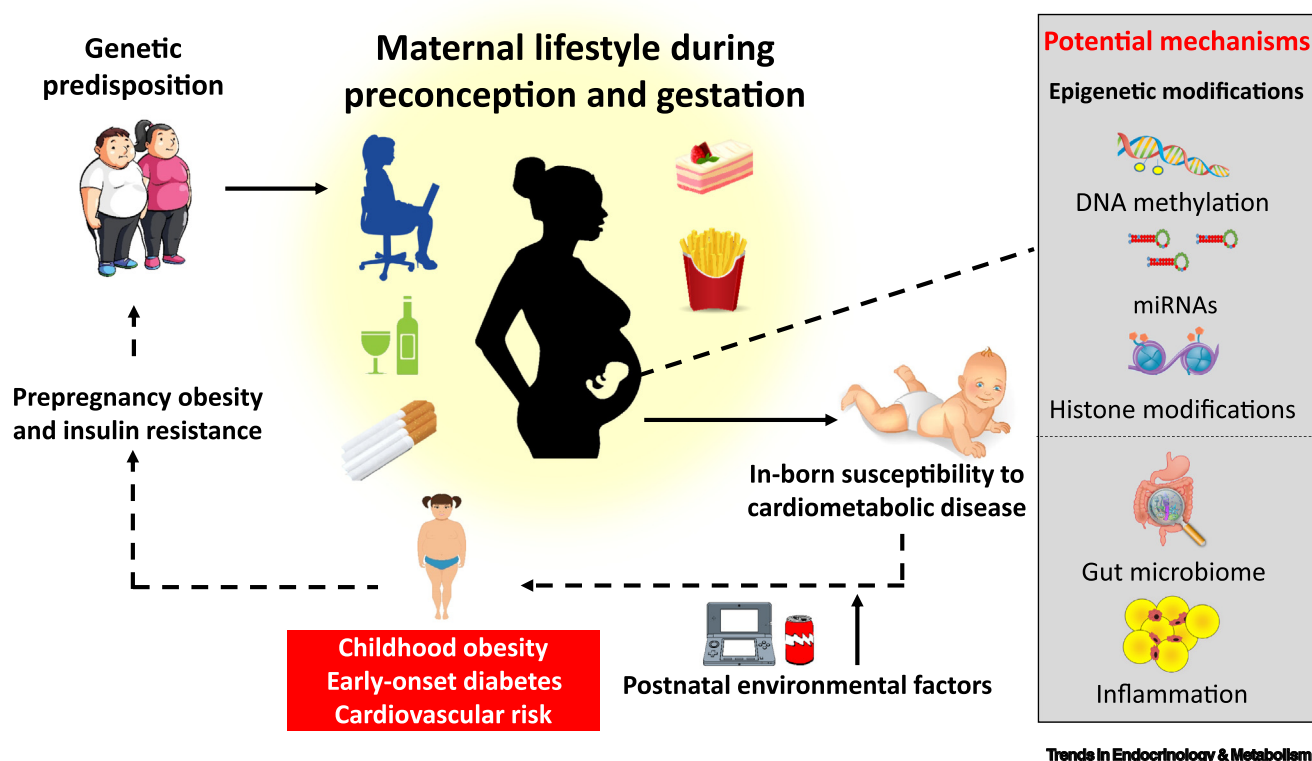 Genetic
predisposition
Maternal lifestyle during
preconception and gestation
Prepregnancy obesity
and insulin resistance
In-born susceptibility to
cardiometabolic disease
Childhood obesity
Early-onset diabetes
Cardiovascular risk
Postnatal environmental factors
Potential mechanisms
Epigenetic modifications
DNA methylation
miRNAs
Histone modifications
Gut microbiome
Inflammation
Trends in Endocrinology & Metabolism